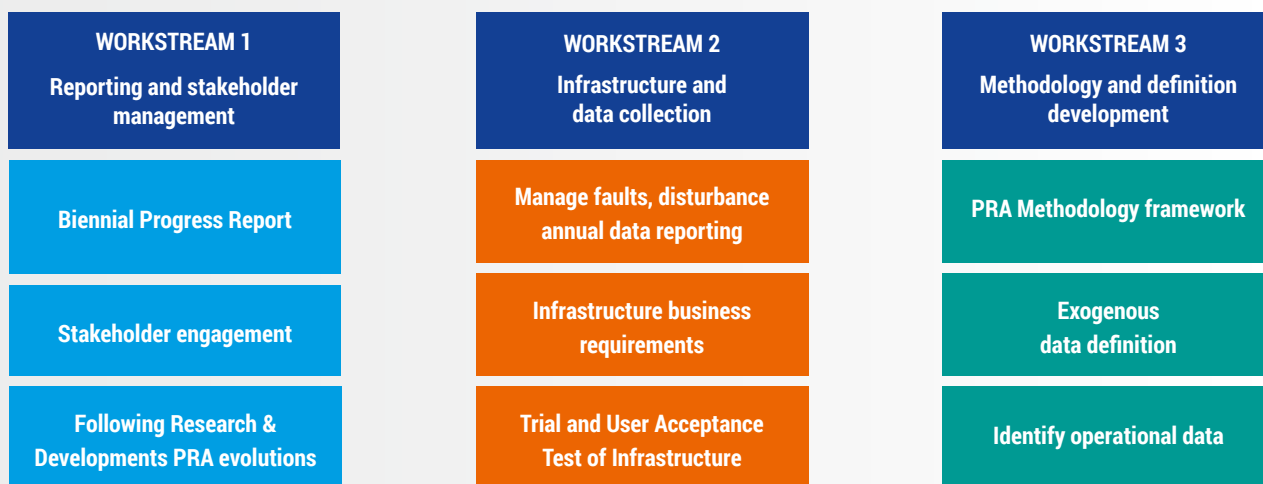 WORKSTREAM 1
Reporting and stakeholder
management
Biennial Progress Report
Stakeholder engagement
Following Research &
Developments PRA evolutions
WORKSTREAM 2
Infrastructure and
data collection
Manage faults, disturbance
annual data reporting
Infrastructure business
requirements
Trial and User Acceptance
Test of Infrastructure
WORKSTREAM 3
Methodology and definition
development
PRA Methodology framework
Exogenous
data definition
Identify operational data